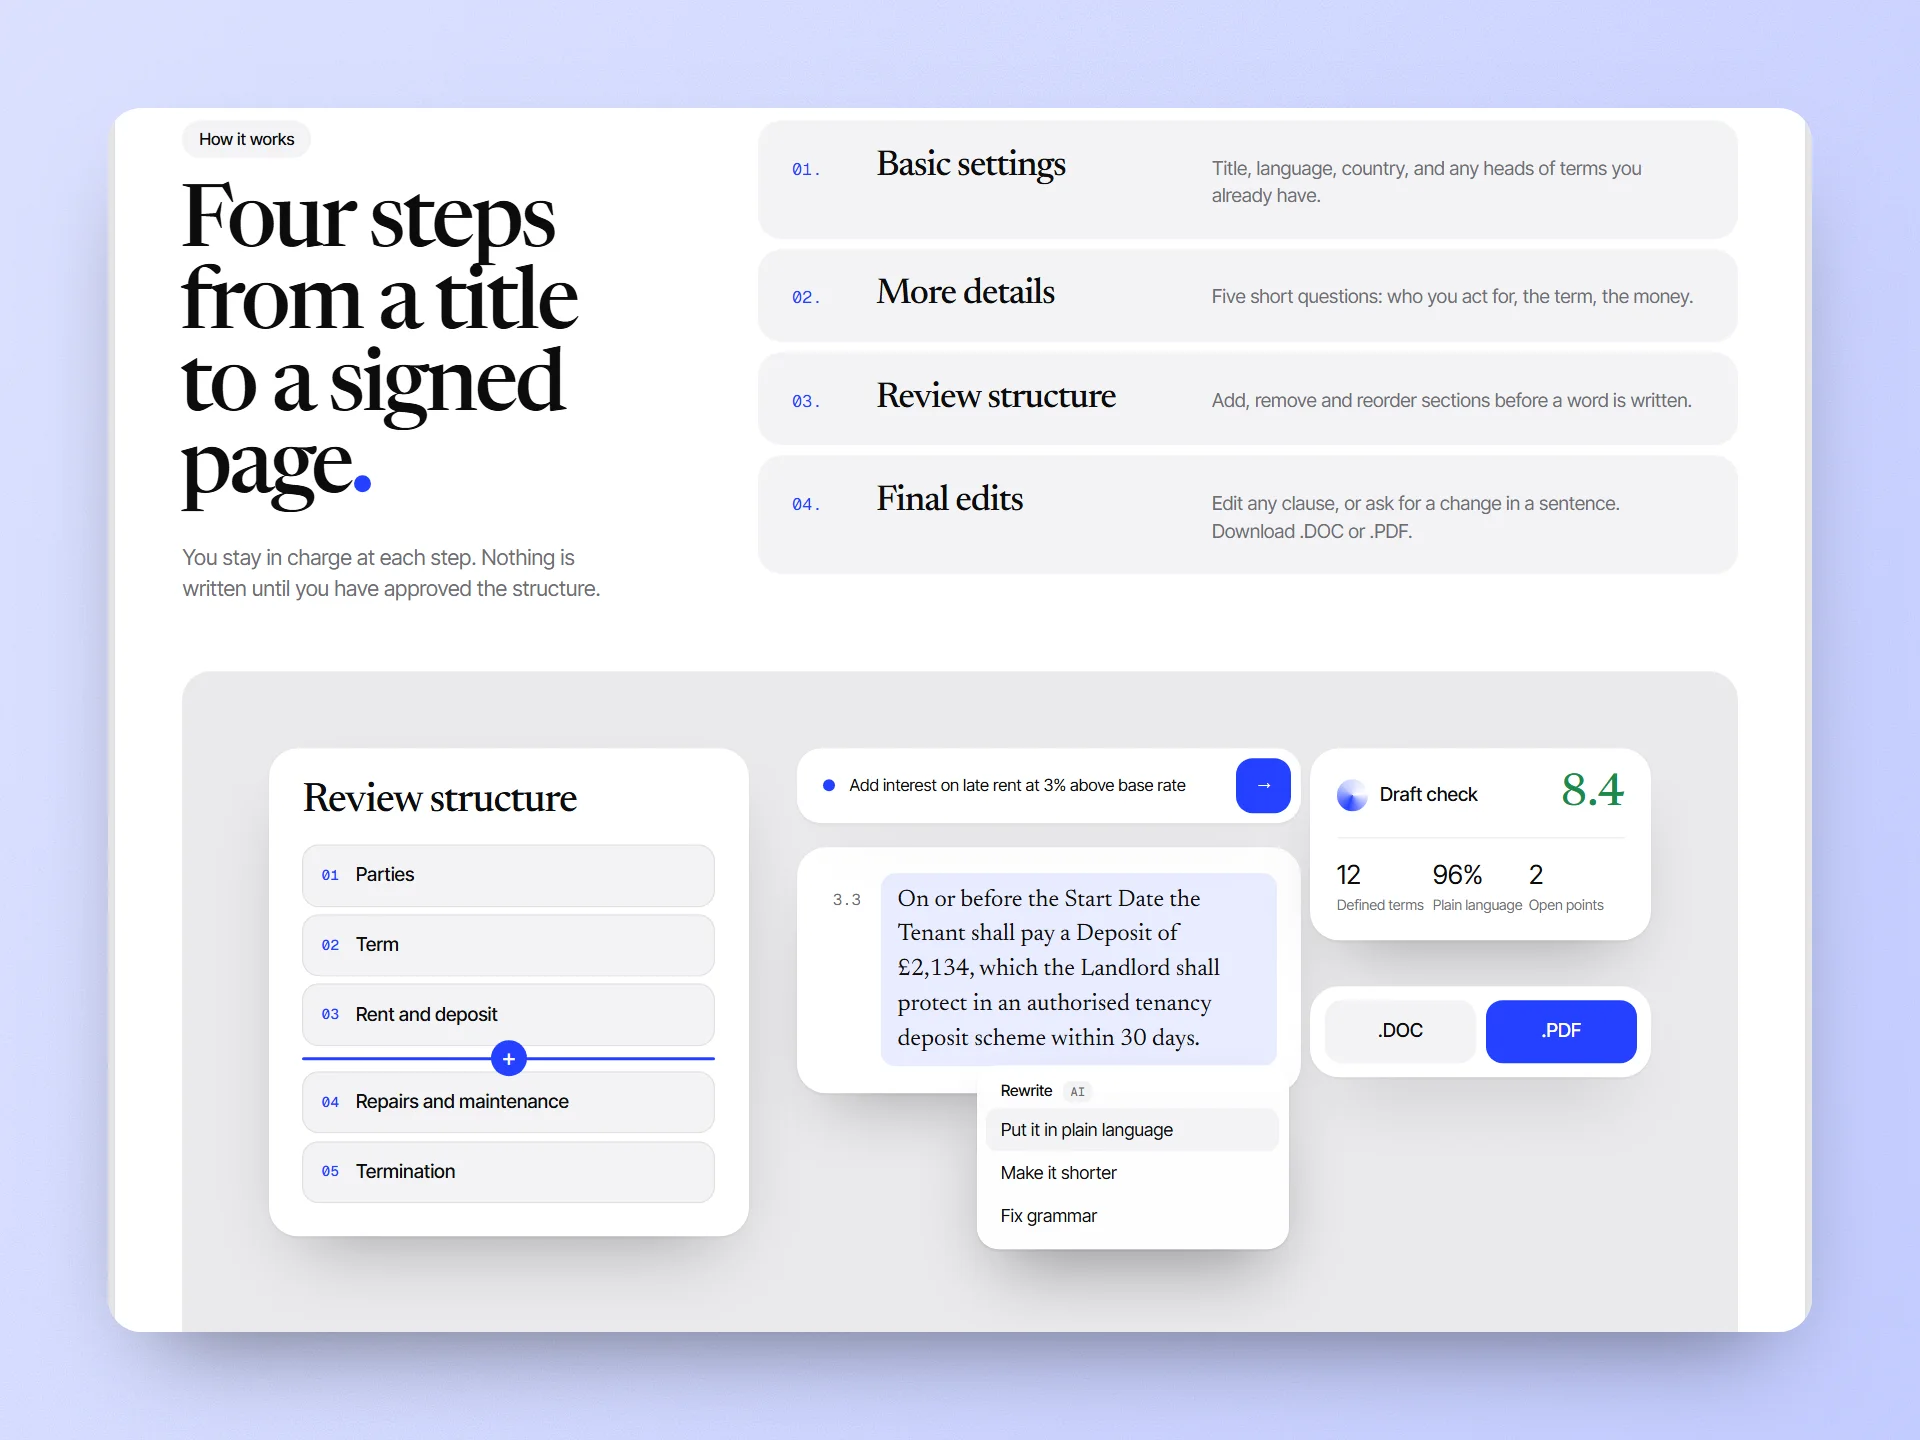 How it works
Four steps
from a title
to a signed
page.
You stay in charge at each step. Nothing is
written until you have approved the structure.
01.
Basic settings
Title, language, country, and any heads of terms you
already have.
02.
More details
Five short questions: who you act for, the term, the money.
03.
Review structure
Add, remove and reorder sections before a word is written.
04.
Final edits
Edit any clause, or ask for a change in a sentence.
Download .DOC or .PDF.
Review structure
01 Parties
02 Term
03 Rent and deposit
+
04 Repairs and maintenance
05 Termination
Add interest on late rent at 3% above base rate →
3.3
On or before the Start Date the
Tenant shall pay a Deposit of
£2,134, which the Landlord shall
protect in an authorised tenancy
deposit scheme within 30 days.
Rewrite AI
Put it in plain language
Make it shorter
Fix grammar
Draft check 8.4
12 96% 2
Defined terms Plain language Open points
.DOC .PDF